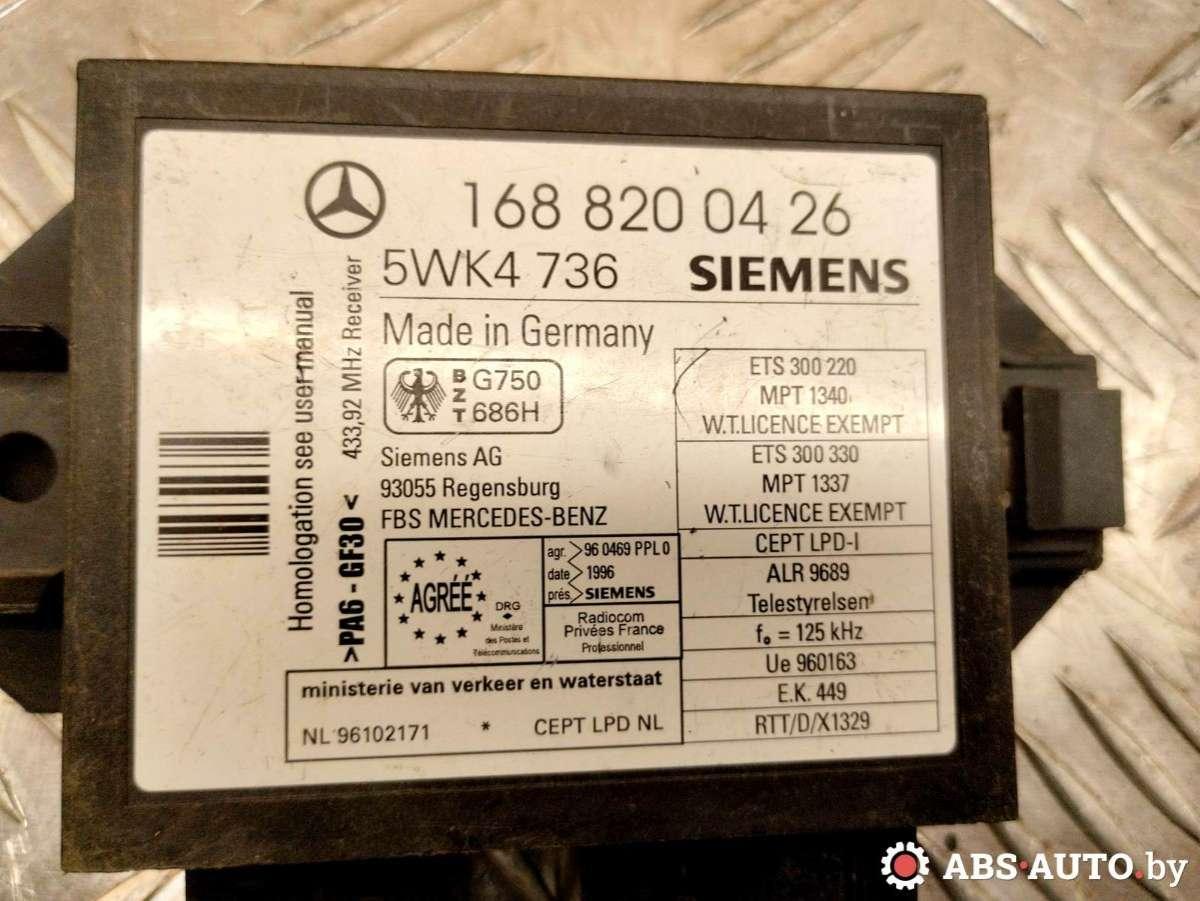 168 820 04 26
5WK4 736 SIEMENS
Made in Germany
BZT G750
686H
Siemens AG
93055 Regensburg
FBS MERCEDES-BENZ
Homologation see user manual
433,92 MHz Receiver
>PA6 - GF30<
ETS 300 220
MPT 1340
W.T.LICENCE EXEMPT
ETS 300 330
MPT 1337
W.T.LICENCE EXEMPT
CEPT LPD-I
ALR 9689
Telestyrelsen
f₀ = 125 kHz
Ue 960163
E.K. 449
RTT/D/X1329
AGRÉÉ
DRG
Ministère
des Postes et
Télécommunications
agr. 96 0469 PPL 0
date 1996
prés. SIEMENS
Radiocom
Privées France
Professionnel
ministerie van verkeer en waterstaat
NL 96102171 * CEPT LPD NL
ABS-AUTO.by